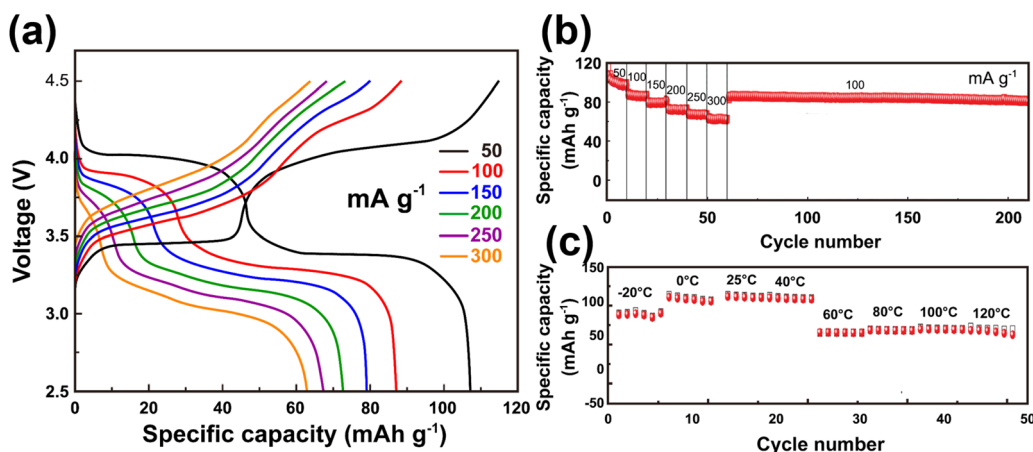 (a)
4.5
4.0
3.5
3.0
2.5
Voltage (V)
50
100
150
200
250
300
mA g-1
0 20 40 60 80 100 120
Specific capacity (mAh g-1)
(b)
120
80
40
0
Specific capacity
(mAh g-1)
50 100 150 200 250 300 100 mA g-1
0 50 100 150 200
Cycle number
(c)
150
100
50
0
-50
Specific capacity
(mAh g-1)
-20°C 0°C 25°C 40°C
60°C 80°C 100°C 120°C
0 10 20 30 40 50
Cycle number